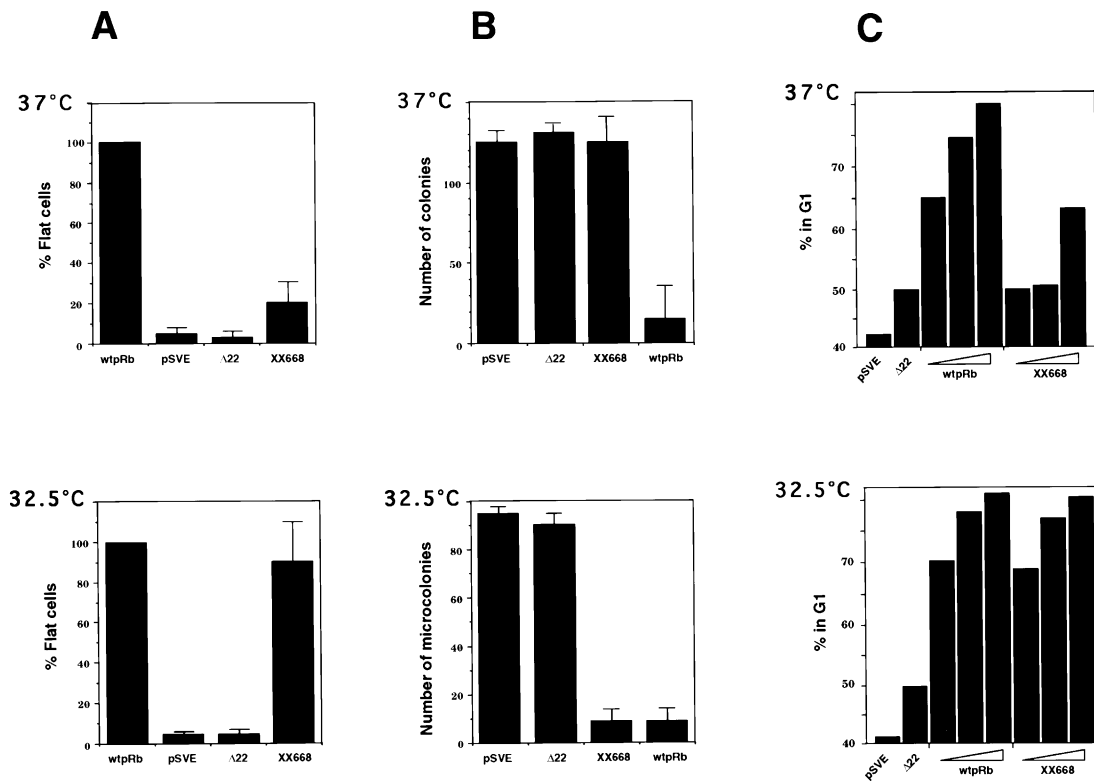 A
B
C
37°C
% Flat cells
100
80
60
40
20
0
wtpRb pSVE Δ22 XX668
37°C
Number of colonies
100
50
0
pSVE Δ22 XX668 wtpRb
37°C
% in G1
70
60
50
40
pSVE Δ22 wtpRb XX668
32.5°C
% Flat cells
100
80
60
40
20
0
wtpRb pSVE Δ22 XX668
32.5°C
Number of microcolonies
80
60
40
20
0
pSVE Δ22 XX668 wtpRb
32.5°C
% in G1
70
60
50
40
pSVE Δ22 wtpRb XX668